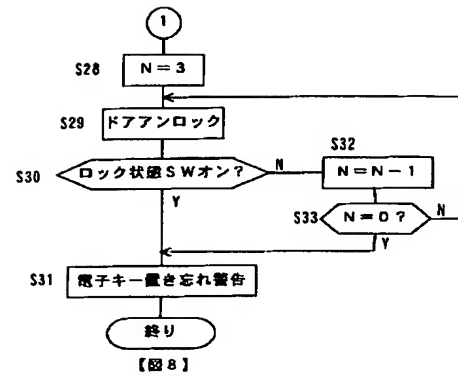 1
S28 N=3
S29 ドアアンロック
S30 ロック状態SWオン? N
Y
S32
N=N-1
S33 N=0? N
Y
S31 電子キー置き忘れ警告
終り
【図8】